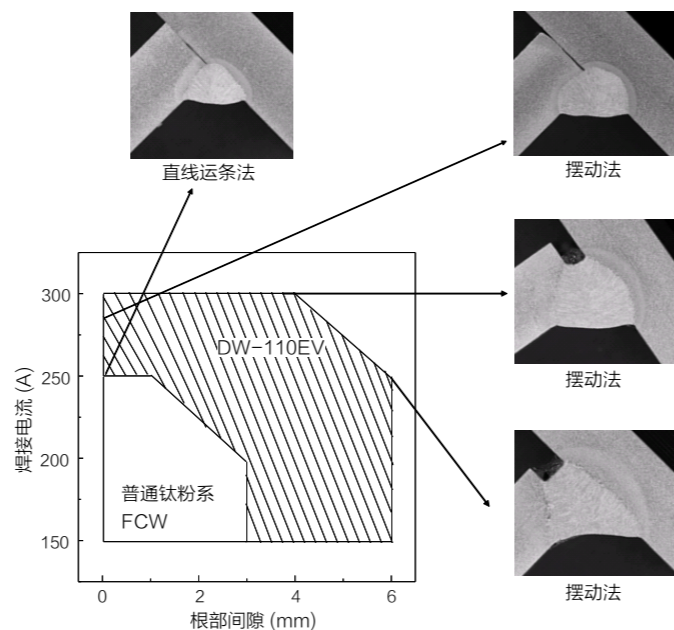 直线运条法
摆动法
摆动法
摆动法
焊接电流 (A)
300
250
200
150
DW-110EV
普通钛粉系
FCW
0
2
4
6
根部间隙 (mm)